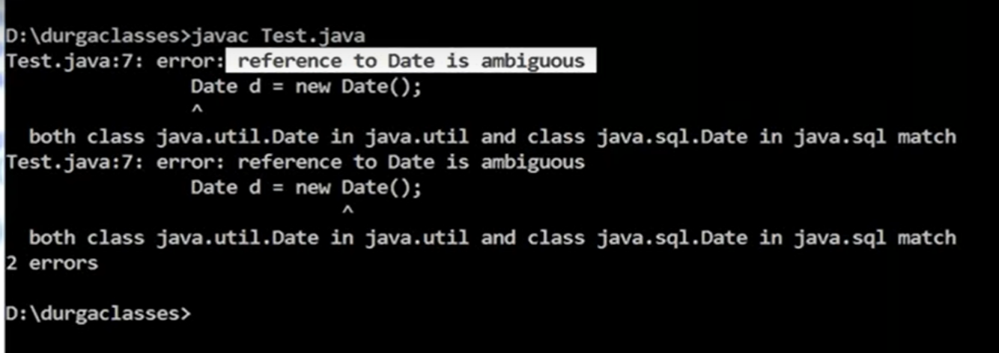 D:\durgaclasses>javac Test.java
Test.java:7: error: reference to Date is ambiguous
Date d = new Date();
^
both class java.util.Date in java.util and class java.sql.Date in java.sql match
Test.java:7: error: reference to Date is ambiguous
Date d = new Date();
^
both class java.util.Date in java.util and class java.sql.Date in java.sql match
2 errors
D:\durgaclasses>